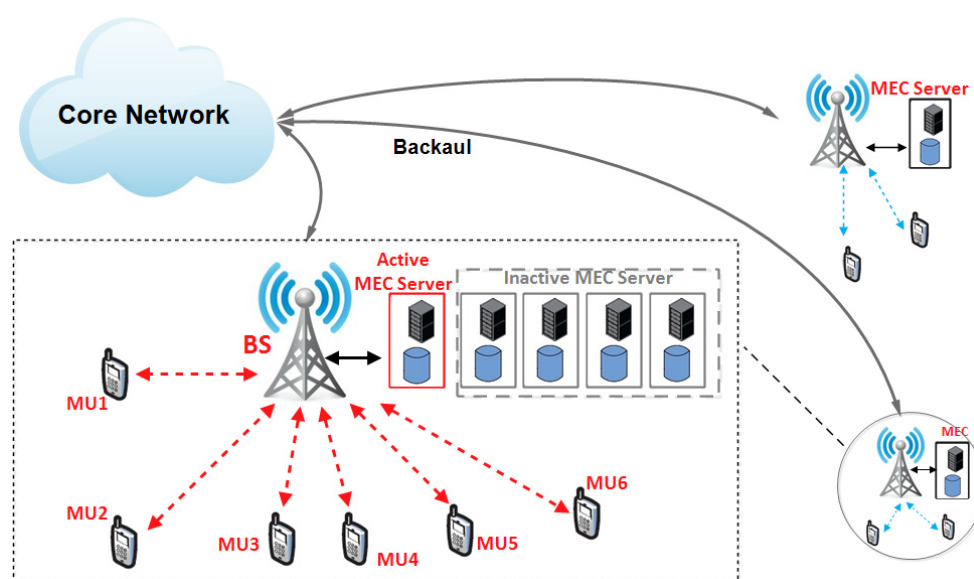 Core Network
Backaul
MEC Server
Active
MEC Server
Inactive MEC Server
BS
MU1
MU2
MU3
MU4
MU5
MU6
MEC